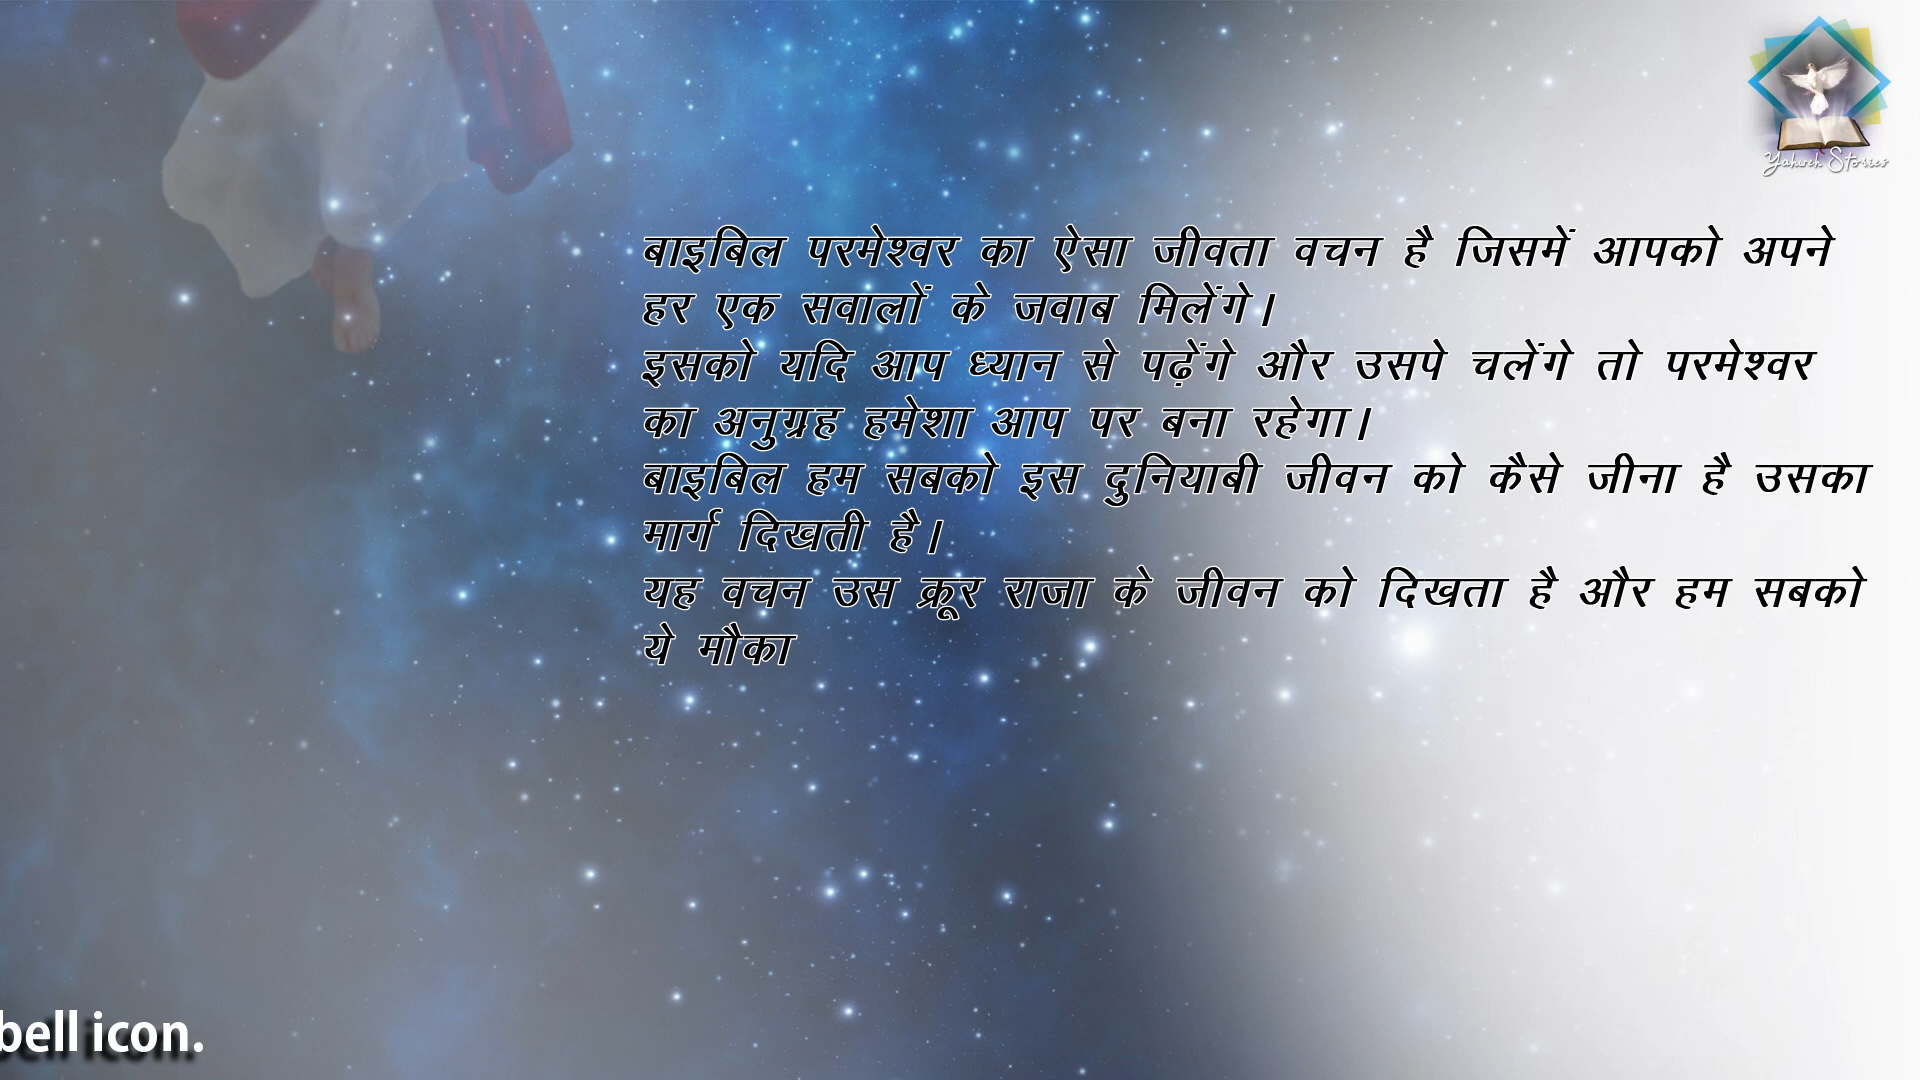 Yahweh Stories
बाइबिल परमेश्वर का ऐसा जीवता वचन है जिसमें आपको अपने
हर एक सवालों के जवाब मिलेंगे।
इसको यदि आप ध्यान से पढ़ेंगे और उसपे चलेंगे तो परमेश्वर
का अनुग्रह हमेशा आप पर बना रहेगा।
बाइबिल हम सबको इस दुनियाबी जीवन को कैसे जीना है उसका
मार्ग दिखती है।
यह वचन उस क्रूर राजा के जीवन को दिखता है और हम सबको
ये मौका
bell icon.